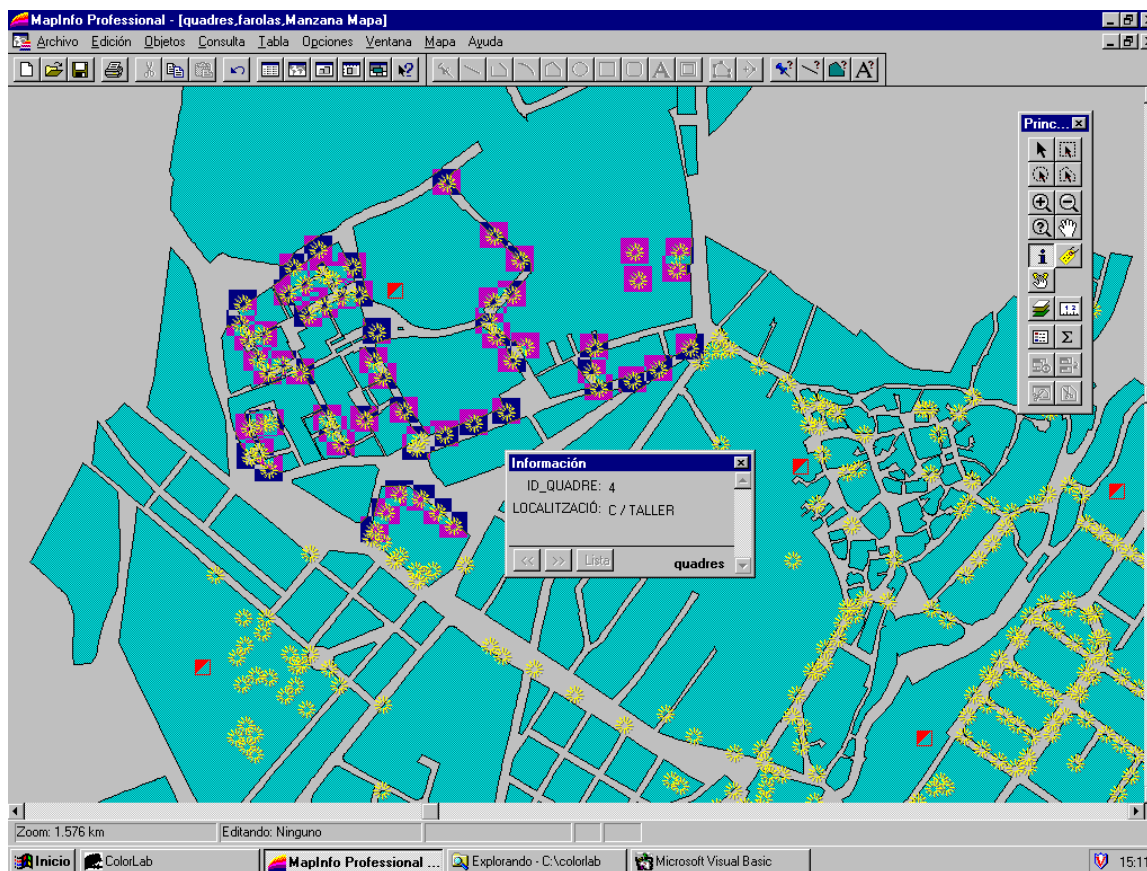 MapInfo Professional - [quadres,farolas,Manzana Mapa]
Archivo Edición Objetos Consulta Tabla Opciones Ventana Mapa Ayuda
Princ...
Información
ID_QUADRE: 4
LOCALITZACIÓ: C / TALLER
<< >> Lista quadres
Zoom: 1.576 km Editando: Ninguno
Inicio ColorLab MapInfo Professional ... Explorando - C:\colorlab Microsoft Visual Basic 15:11